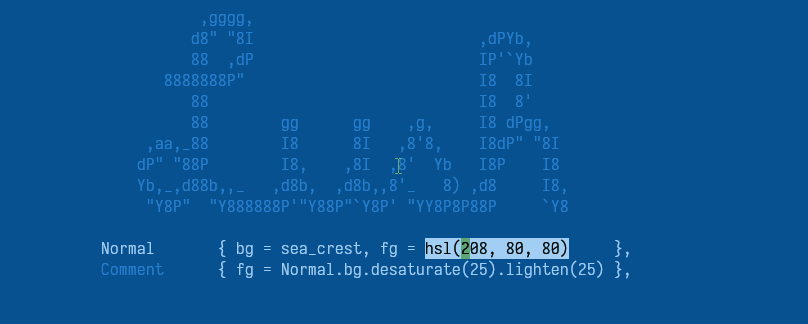 ,gggg,
         d8" "8I                         ,dPYb,
         88  ,dP                         IP'`Yb
      8888888P"                          I8  8I
         88                              I8  8'
         88        gg      gg    ,g,     I8 dPgg,
    ,aa,_88        I8      8I   ,8'8,    I8dP" "8I
   dP" "88P        I8,    ,8I  ,8'  Yb   I8P    I8
   Yb,_,d88b,,_   ,d8b,  ,d8b,,8'_   8) ,d8     I8,
    "Y8P"  "Y888888P'"Y88P"`Y8P' "YY8P8P88P     `Y8
Normal       { bg = sea_crest, fg = hsl(208, 80, 80)     },
Comment      { fg = Normal.bg.desaturate(25).lighten(25) },